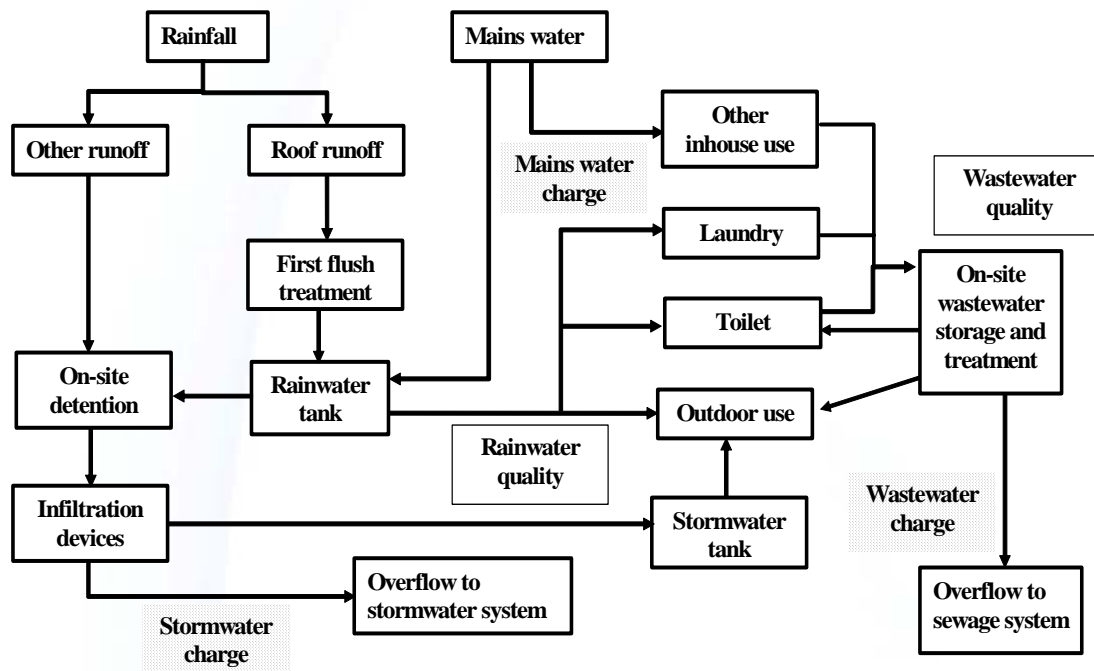 Rainfall
Mains water
Other runoff
Roof runoff
Other
inhouse use
Mains water
charge
Wastewater
quality
Laundry
First flush
treatment
On-site
wastewater
storage and
treatment
Toilet
On-site
detention
Rainwater
tank
Outdoor use
Rainwater
quality
Infiltration
devices
Stormwater
tank
Wastewater
charge
Overflow to
stormwater system
Overflow to
sewage system
Stormwater
charge